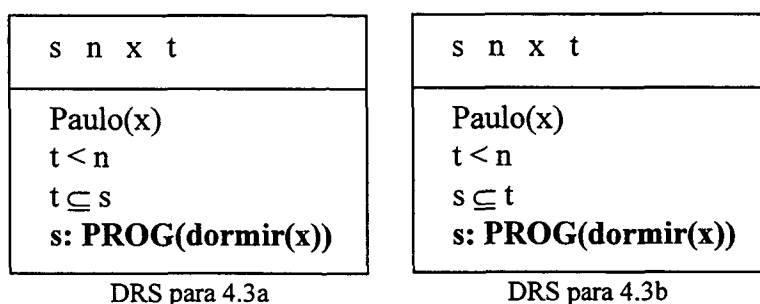 s n x t
Paulo(x)
t < n
t ⊆ s
s: PROG(dormir(x))
DRS para 4.3a
s n x t
Paulo(x)
t < n
s ⊆ t
s: PROG(dormir(x))
DRS para 4.3b